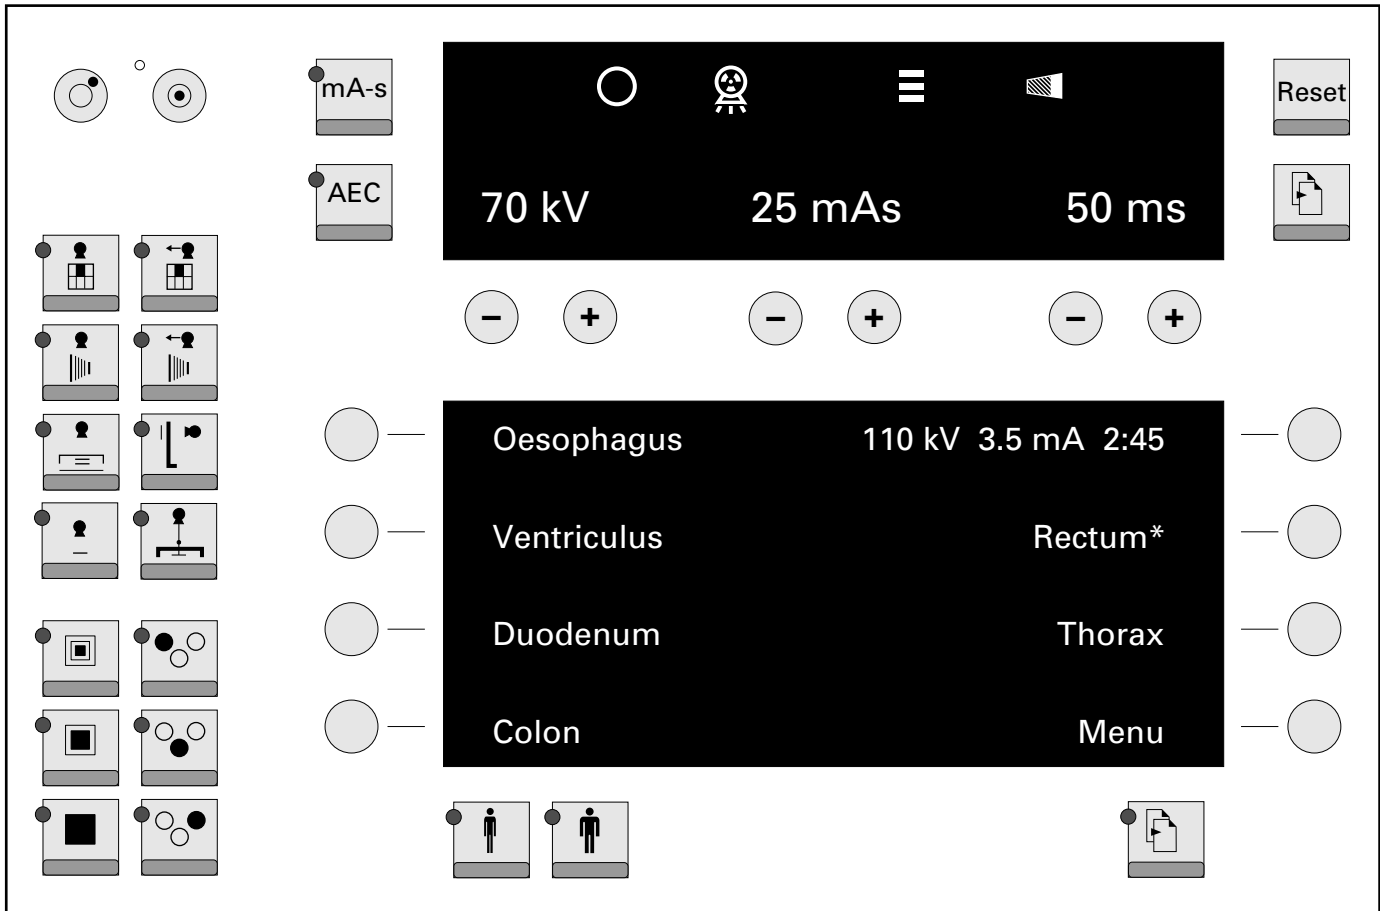 mA-s
Reset
AEC
70 kV 25 mAs 50 ms
− + − + − +
Oesophagus 110 kV 3.5 mA 2:45
Ventriculus Rectum*
Duodenum Thorax
Colon Menu